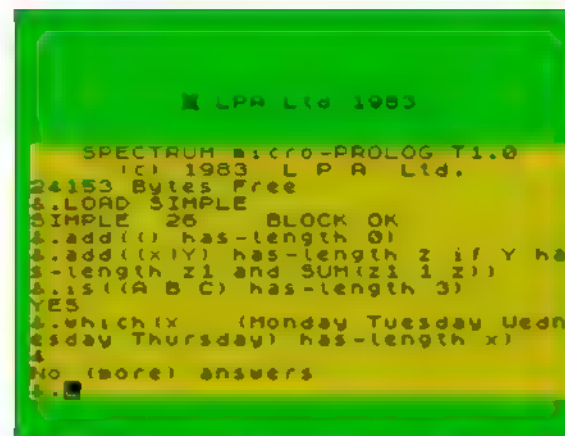 LPA Ltd 1983
SPECTRUM micro-PROLOG T1.0
(C) 1983 L P A Ltd.
24153 Bytes Free
&.LOAD SIMPLE
SIMPLE 26 BLOCK OK
&.add(() has-length 0)
&.add((x|Y) has-length z if Y ha
s-length z1 and SUM(z1 1 z))
&.is((A B C) has-length 3)
YES
&.which(x (Monday Tuesday Wedn
esday Thursday) has-length x)
4
No (more) answers
&.